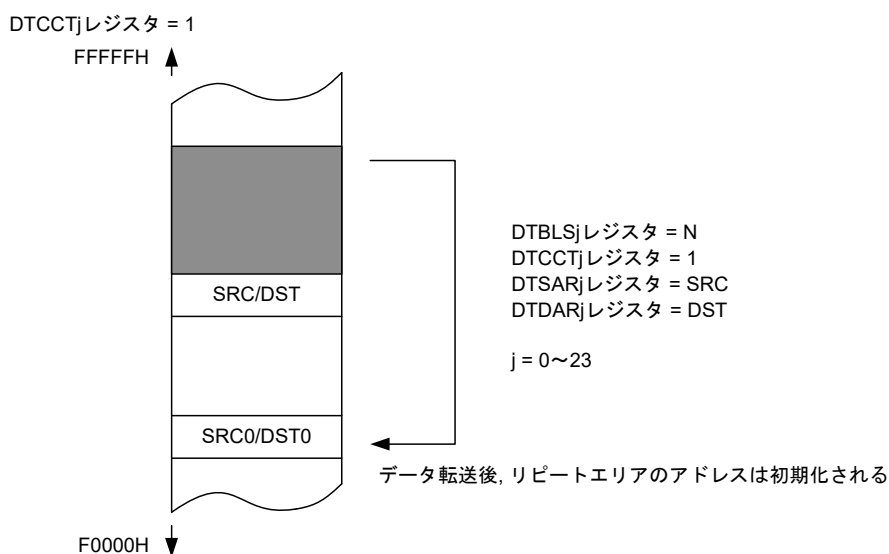 DTCCTjレジスタ = 1
FFFFFH
DTBLSjレジスタ = N
DTCCTjレジスタ = 1
DTSARjレジスタ = SRC
DTDARjレジスタ = DST
j = 0～23
SRC/DST
SRC0/DST0
データ転送後, リピートエリアのアドレスは初期化される
F0000H